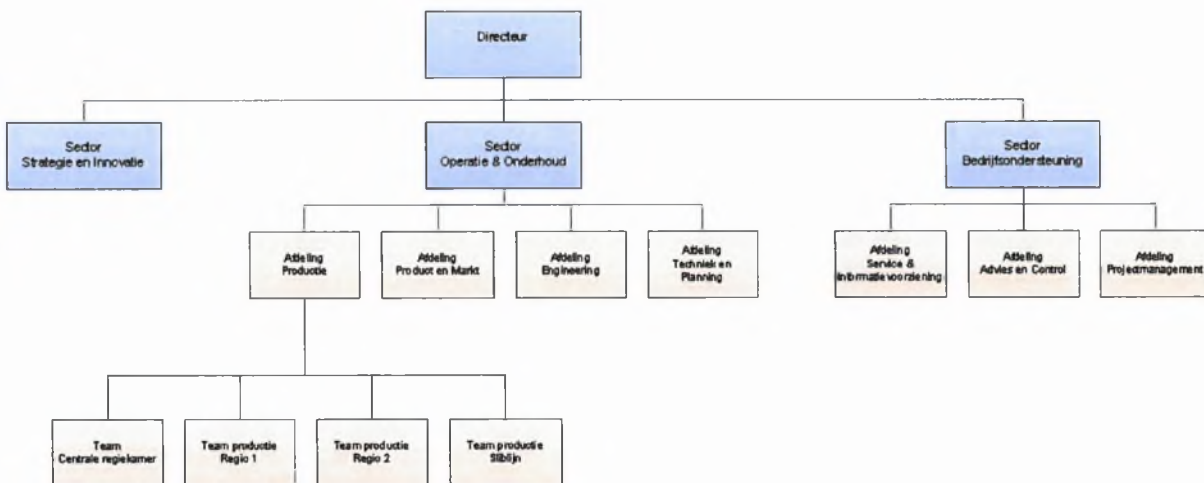 Directeur
Sector
Strategie en Innovatie
Sector
Operatie & Onderhoud
Sector
Bedrijfsondersteuning
Afdeling
Productie
Afdeling
Product en Markt
Afdeling
Engineering
Afdeling
Techniek en
Planning
Afdeling
Service &
Informatievoorziening
Afdeling
Advies en Control
Afdeling
Projectmanagement
Team
Centrale regiekamer
Team productie
Regio 1
Team productie
Regio 2
Team productie
Sliblijn